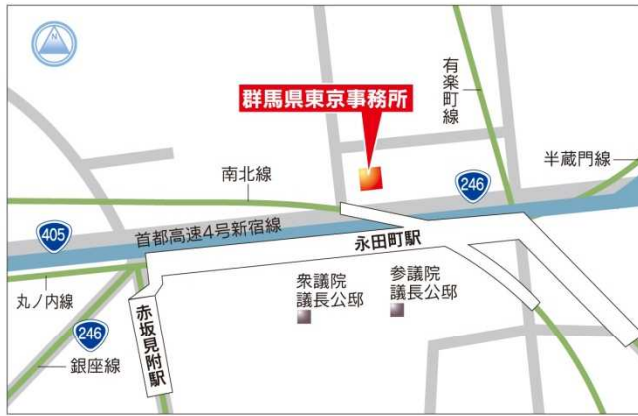 N
有楽町線
群馬県東京事務所
半蔵門線
南北線
246
405
首都高速4号新宿線
永田町駅
衆議院
議長公邸
参議院
議長公邸
丸ノ内線
赤坂見附駅
246
銀座線